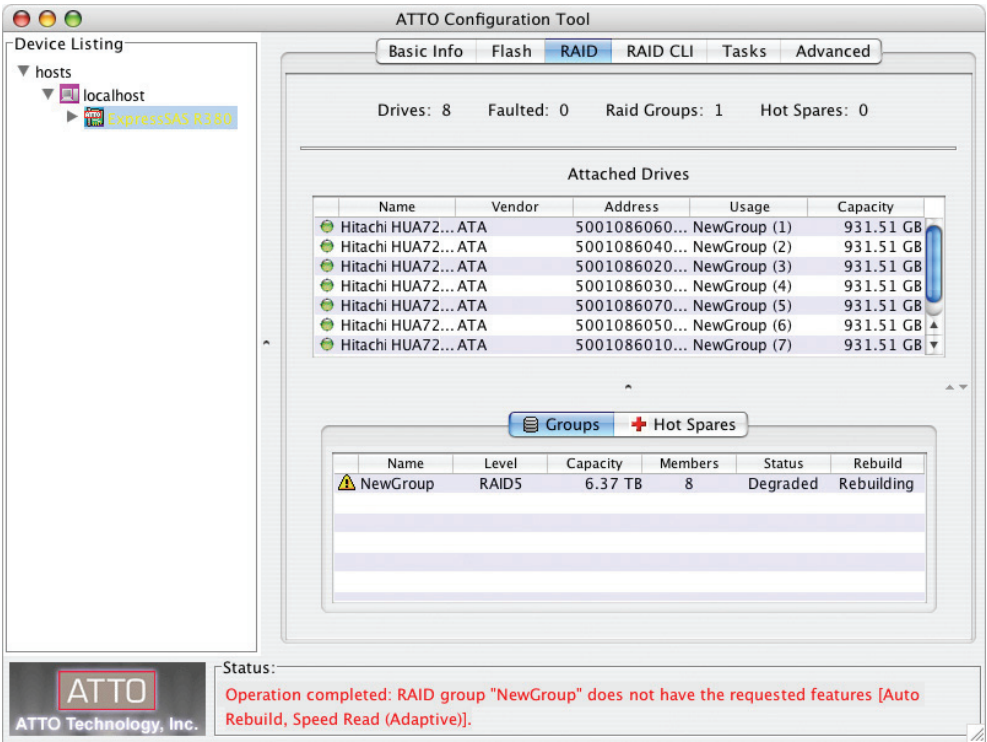 ATTO Configuration Tool
Device Listing
hosts
localhost
ExpressSAS R380
Basic Info Flash RAID RAID CLI Tasks Advanced
Drives: 8 Faulted: 0 Raid Groups: 1 Hot Spares: 0
Attached Drives
Name Vendor Address Usage Capacity
Hitachi HUA72... ATA 5001086060... NewGroup (1) 931.51 GB
Hitachi HUA72... ATA 5001086040... NewGroup (2) 931.51 GB
Hitachi HUA72... ATA 5001086020... NewGroup (3) 931.51 GB
Hitachi HUA72... ATA 5001086030... NewGroup (4) 931.51 GB
Hitachi HUA72... ATA 5001086070... NewGroup (5) 931.51 GB
Hitachi HUA72... ATA 5001086050... NewGroup (6) 931.51 GB
Hitachi HUA72... ATA 5001086010... NewGroup (7) 931.51 GB
Groups Hot Spares
Name Level Capacity Members Status Rebuild
NewGroup RAID5 6.37 TB 8 Degraded Rebuilding
ATTO
ATTO Technology, Inc.
Status:
Operation completed: RAID group "NewGroup" does not have the requested features [Auto
Rebuild, Speed Read (Adaptive)].